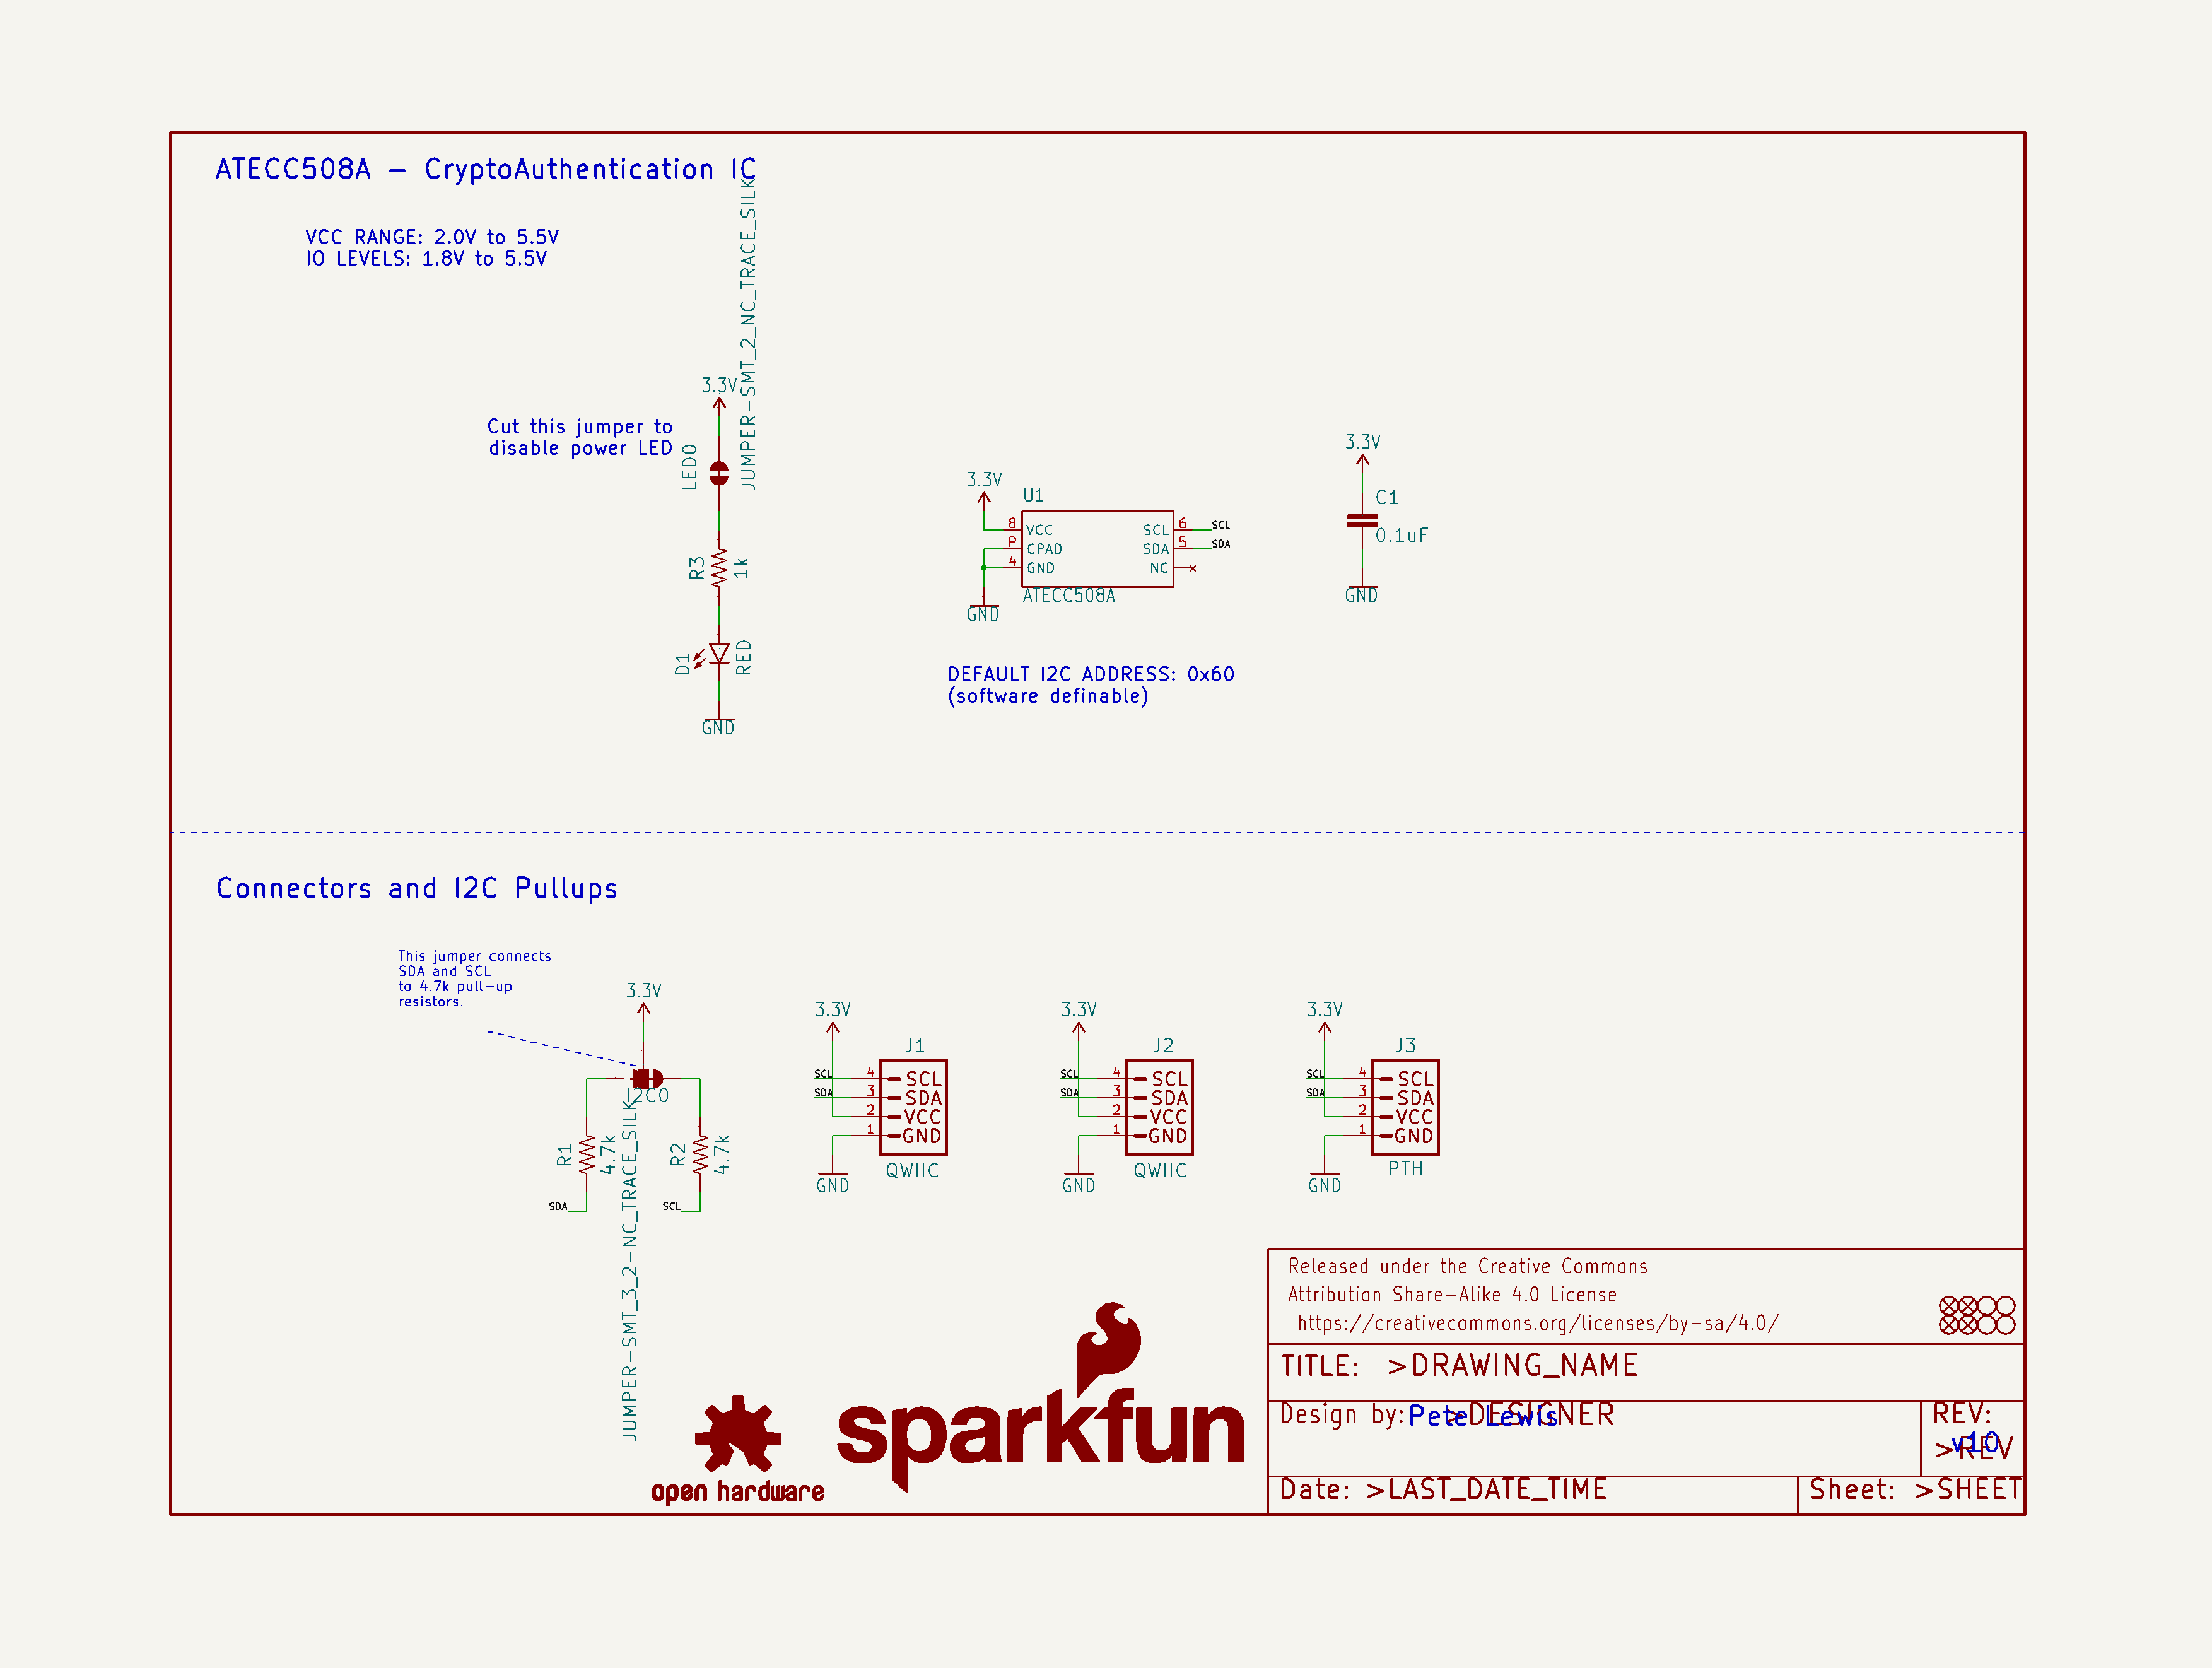 ATECC508A - CryptoAuthentication IC
VCC RANGE: 2.0V to 5.5V
IO LEVELS: 1.8V to 5.5V
JUMPER-SMT_2_NC_TRACE_SILK
3.3V
Cut this jumper to
disable power LED
LED0
R3
1k
D1
RED
GND
3.3V
U1
8
VCC
P
CPAD
4
GND
SCL
6
SCL
SDA
5
SDA
NC
ATECC508A
GND
3.3V
C1
0.1uF
GND
DEFAULT I2C ADDRESS: 0x60
(software definable)
Connectors and I2C Pullups
This jumper connects
SDA and SCL
to 4.7k pull-up
resistors.
3.3V
I2C0
JUMPER-SMT_3_2-NC_TRACE_SILK
R1
4.7k
R2
4.7k
SDA
SCL
3.3V
J1
SCL
4
SCL
SDA
3
SDA
2
VCC
1
GND
QWIIC
GND
3.3V
J2
SCL
4
SCL
SDA
3
SDA
2
VCC
1
GND
QWIIC
GND
3.3V
J3
SCL
4
SCL
SDA
3
SDA
2
VCC
1
GND
PTH
GND
open hardware
sparkfun
Released under the Creative Commons
Attribution Share-Alike 4.0 License
https://creativecommons.org/licenses/by-sa/4.0/
TITLE: >DRAWING_NAME
Design by: Pete Lewis
>DESIGNER
REV:
v10
>REV
Date: >LAST_DATE_TIME
Sheet: >SHEET